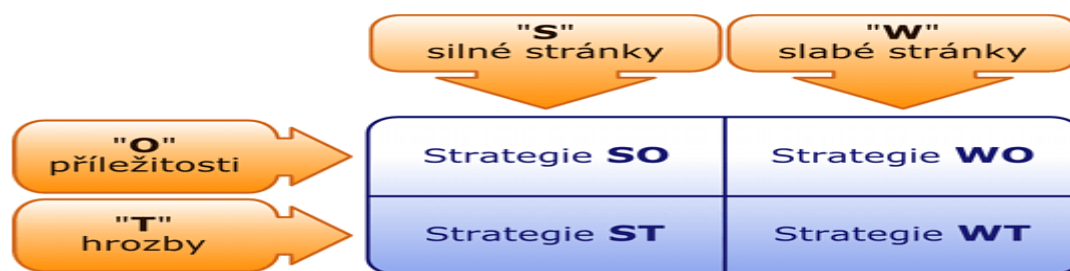 "S"
silné stránky
"W"
slabé stránky
"O"
příležitosti
Strategie SO
Strategie WO
"T"
hrozby
Strategie ST
Strategie WT